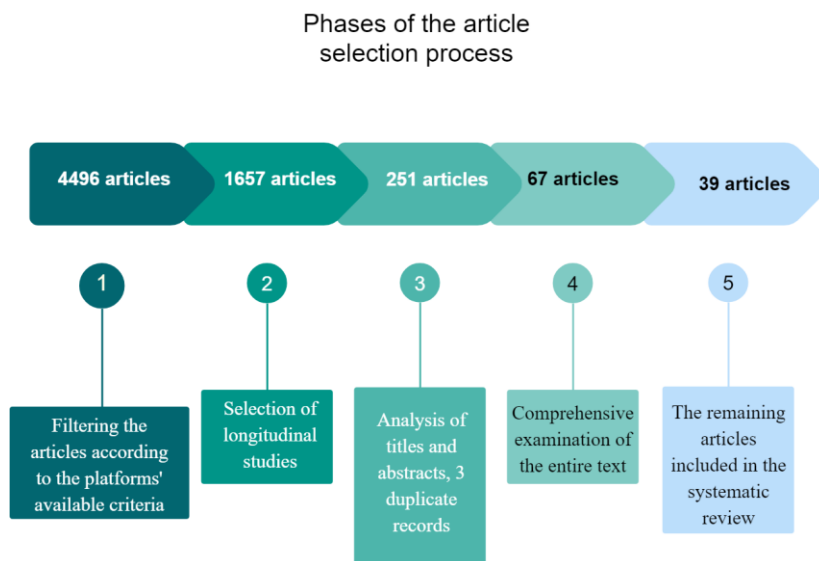 Phases of the article
selection process
4496 articles
1657 articles
251 articles
67 articles
39 articles
1
2
3
4
5
Filtering the
articles according
to the platforms'
available criteria
Selection of
longitudinal
studies
Analysis of
titles and
abstracts, 3
duplicate
records
Comprehensive
examination of
the entire text
The remaining
articles
included in the
systematic
review